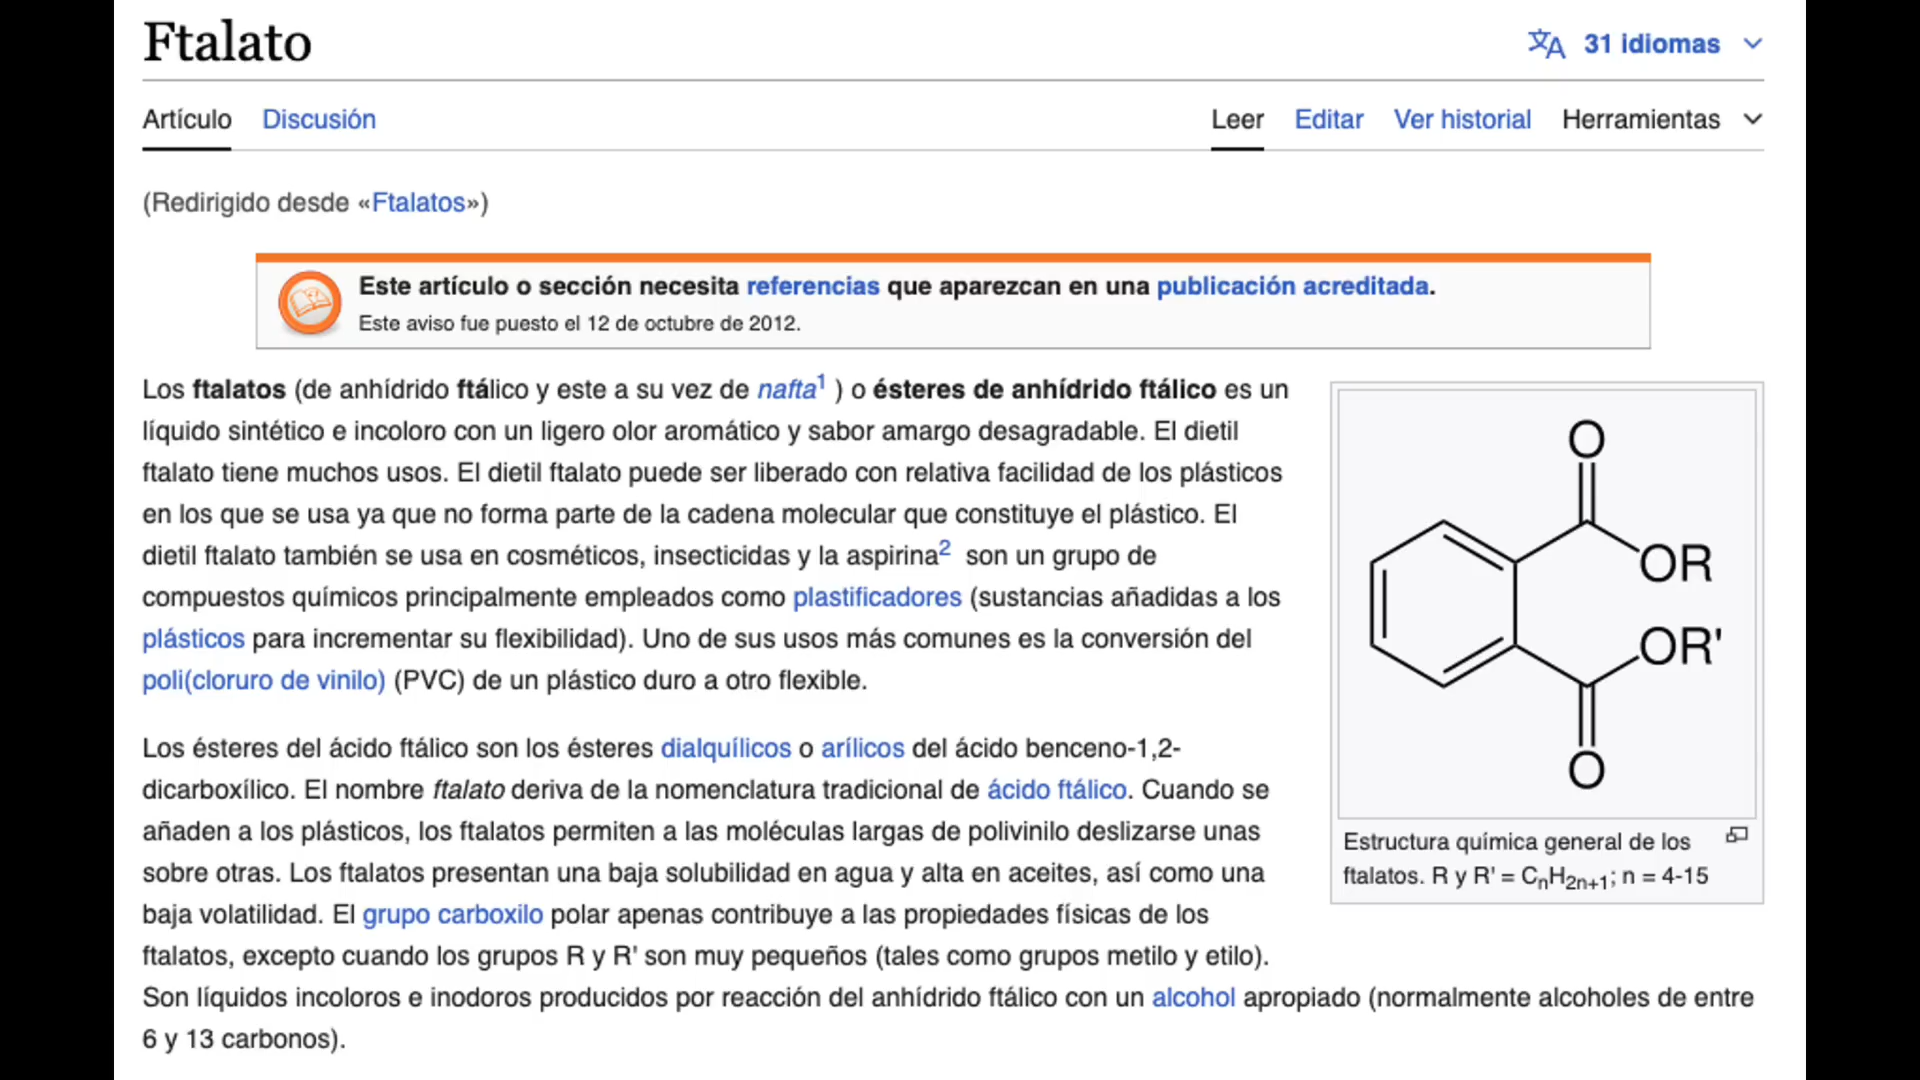 Ftalato
31 idiomas
Artículo Discusión Leer Editar Ver historial Herramientas
(Redirigido desde «Ftalatos»)
Este artículo o sección necesita referencias que aparezcan en una publicación acreditada.
Este aviso fue puesto el 12 de octubre de 2012.
Los ftalatos (de anhídrido ftálico y este a su vez de nafta1 ) o ésteres de anhídrido ftálico es un
líquido sintético e incoloro con un ligero olor aromático y sabor amargo desagradable. El dietil
ftalato tiene muchos usos. El dietil ftalato puede ser liberado con relativa facilidad de los plásticos
en los que se usa ya que no forma parte de la cadena molecular que constituye el plástico. El
dietil ftalato también se usa en cosméticos, insecticidas y la aspirina2 son un grupo de
compuestos químicos principalmente empleados como plastificadores (sustancias añadidas a los
plásticos para incrementar su flexibilidad). Uno de sus usos más comunes es la conversión del
poli(cloruro de vinilo) (PVC) de un plástico duro a otro flexible.
Los ésteres del ácido ftálico son los ésteres dialquílicos o arílicos del ácido benceno-1,2-
dicarboxílico. El nombre ftalato deriva de la nomenclatura tradicional de ácido ftálico. Cuando se
añaden a los plásticos, los ftalatos permiten a las moléculas largas de polivinilo deslizarse unas
sobre otras. Los ftalatos presentan una baja solubilidad en agua y alta en aceites, así como una
baja volatilidad. El grupo carboxilo polar apenas contribuye a las propiedades físicas de los
ftalatos, excepto cuando los grupos R y R' son muy pequeños (tales como grupos metilo y etilo).
Son líquidos incoloros e inodoros producidos por reacción del anhídrido ftálico con un alcohol apropiado (normalmente alcoholes de entre
6 y 13 carbonos).
O
OR
OR'
O
Estructura química general de los
ftalatos. R y R' = CnH2n+1; n = 4-15